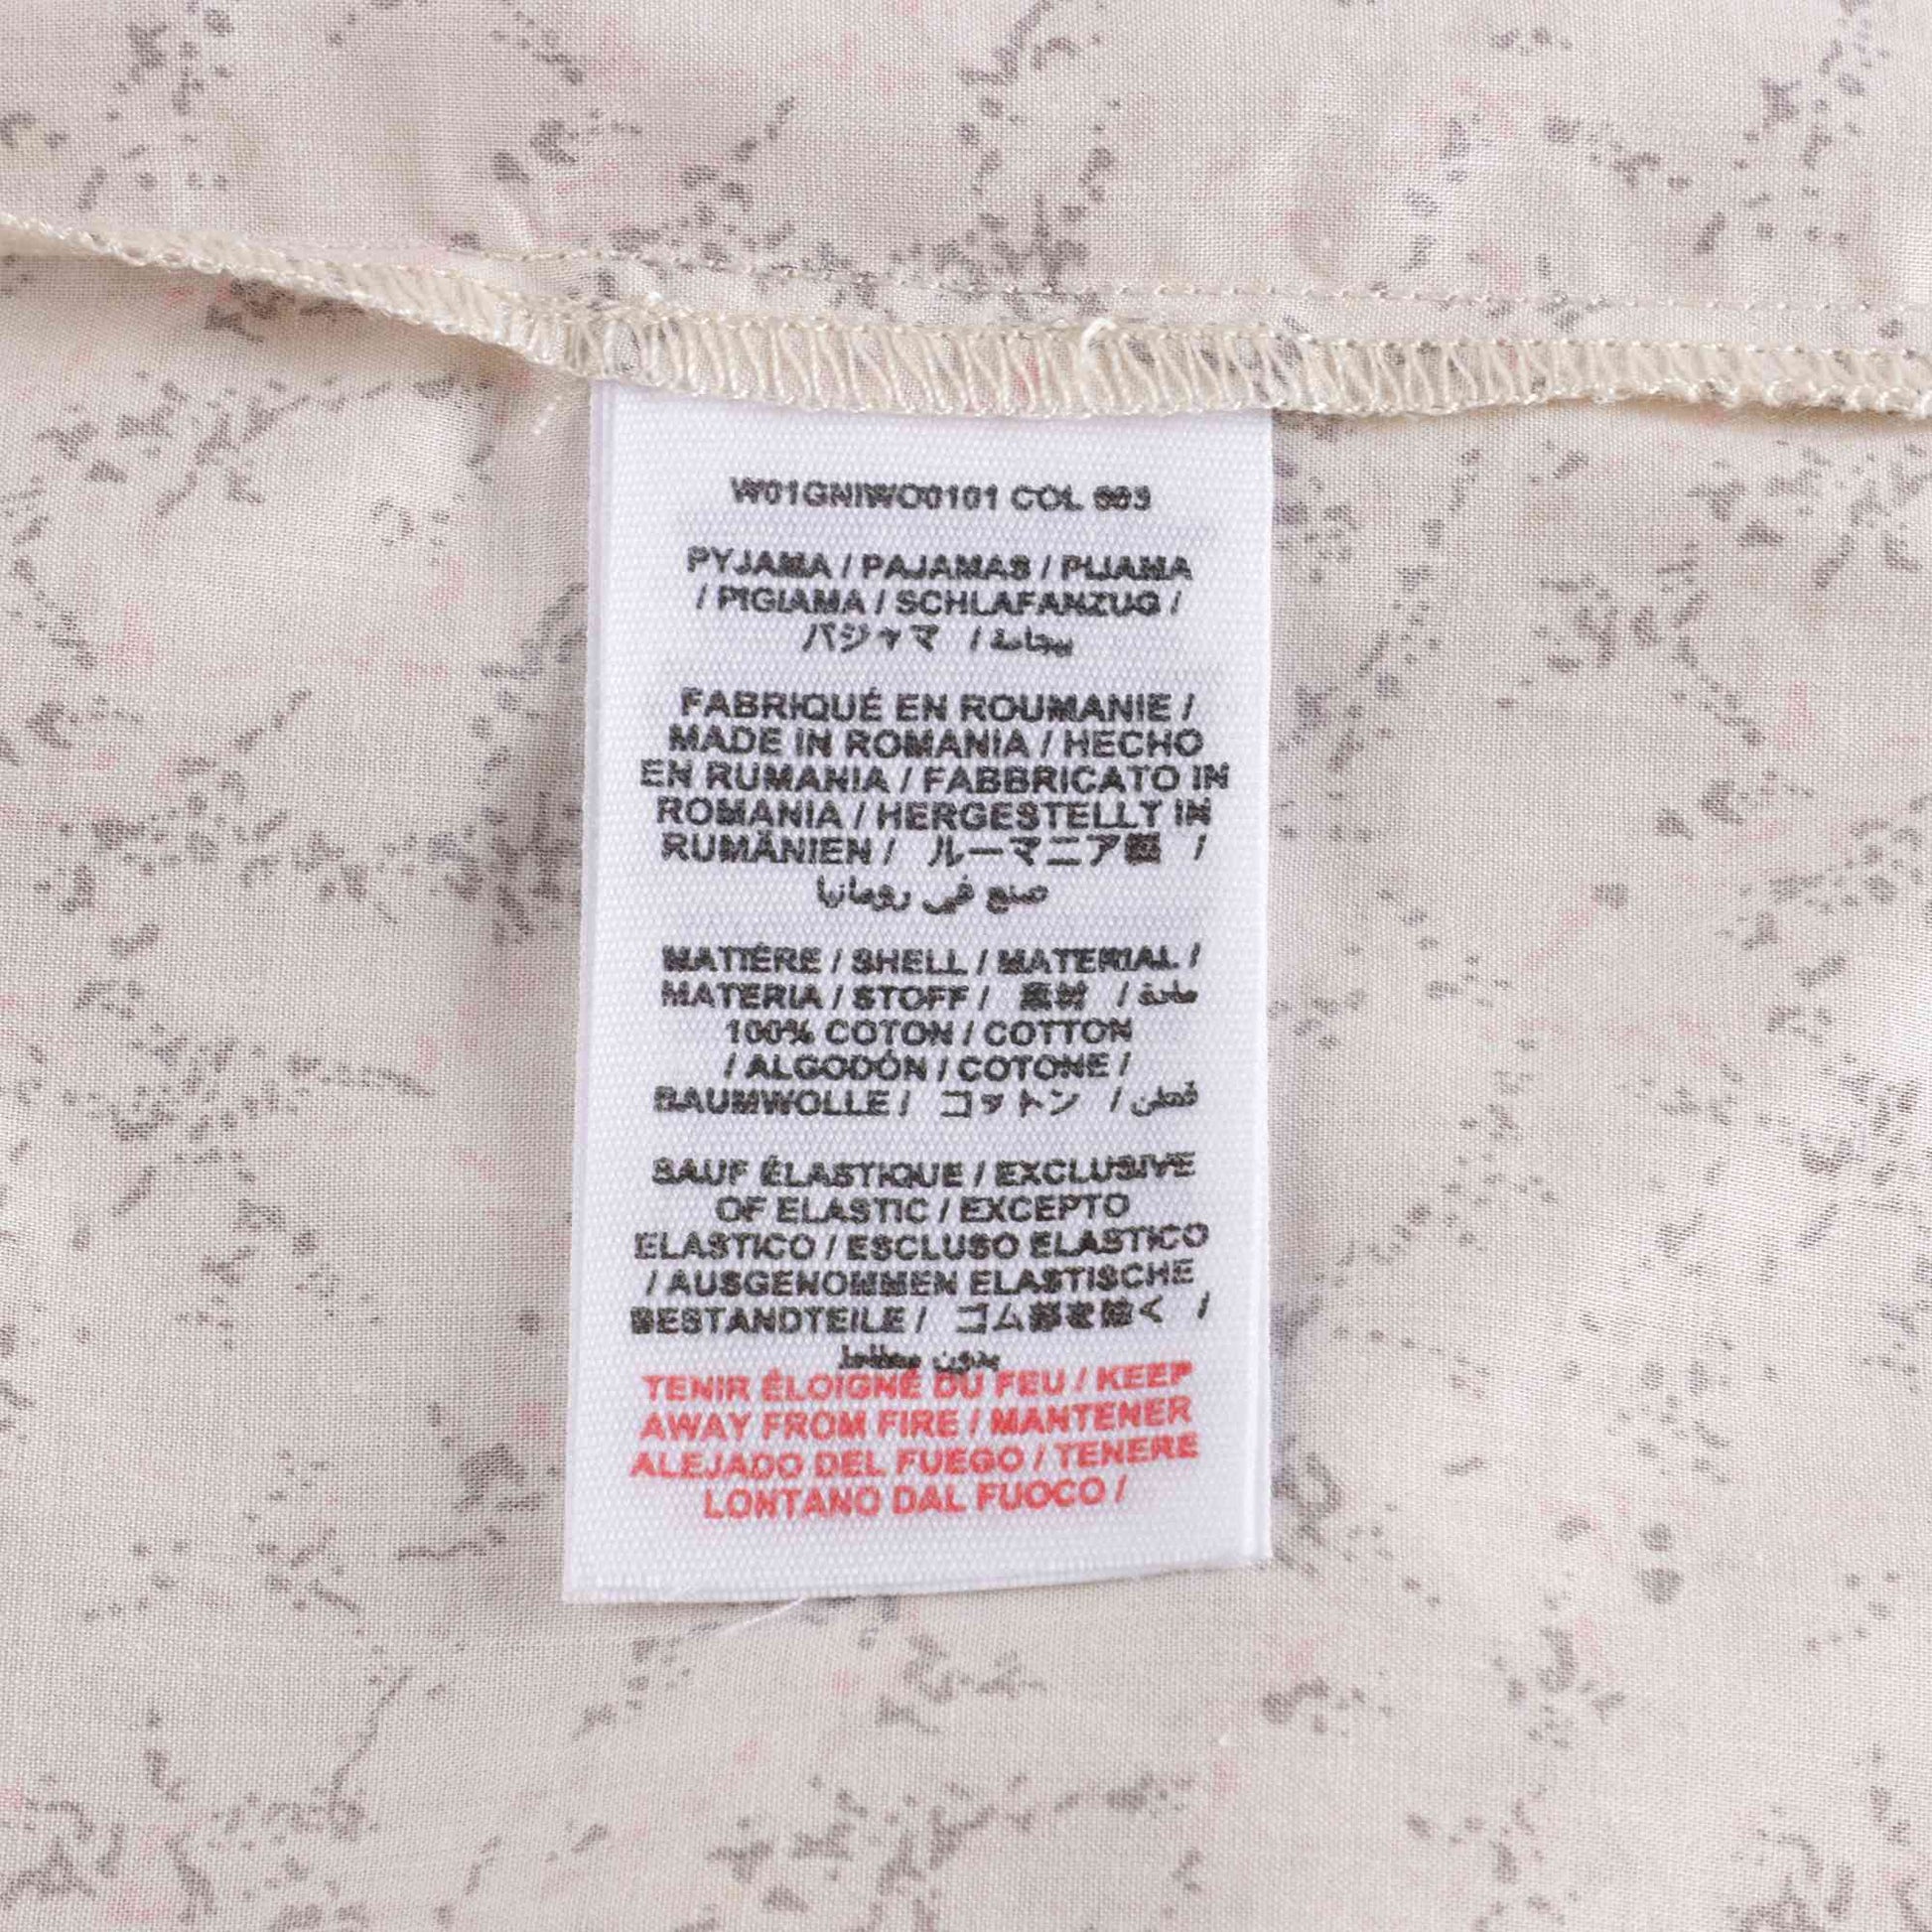 W01GNIWO0101 COL
PYJAMA / PAJAMAS / PIJAMA
/ PIGIAMA / SCHLAFANZUG /
パジャマ / بيجامة
FABRIQUÉ EN ROUMANIE /
MADE IN ROMANIA / HECHO
EN RUMANIA / FABBRICATO IN
ROMANIA / HERGESTELLT IN
RUMÄNIEN / ルーマニア製 /
صنع في رومانيا
MATIÈRE / SHELL / MATERIAL /
MATERIA / STOFF / 素材 / مادة
100% COTON / COTTON
/ ALGODÓN / COTONE /
BAUMWOLLE / コットン / قطن
SAUF ÉLASTIQUE / EXCLUSIVE
OF ELASTIC / EXCEPTO
ELASTICO / ESCLUSO ELASTICO
/ AUSGENOMMEN ELASTISCHE
BESTANDTEILE / ゴム部を除く /
بدون مطاط
TENIR ÉLOIGNÉ DU FEU / KEEP
AWAY FROM FIRE / MANTENER
ALEJADO DEL FUEGO / TENERE
LONTANO DAL FUOCO /